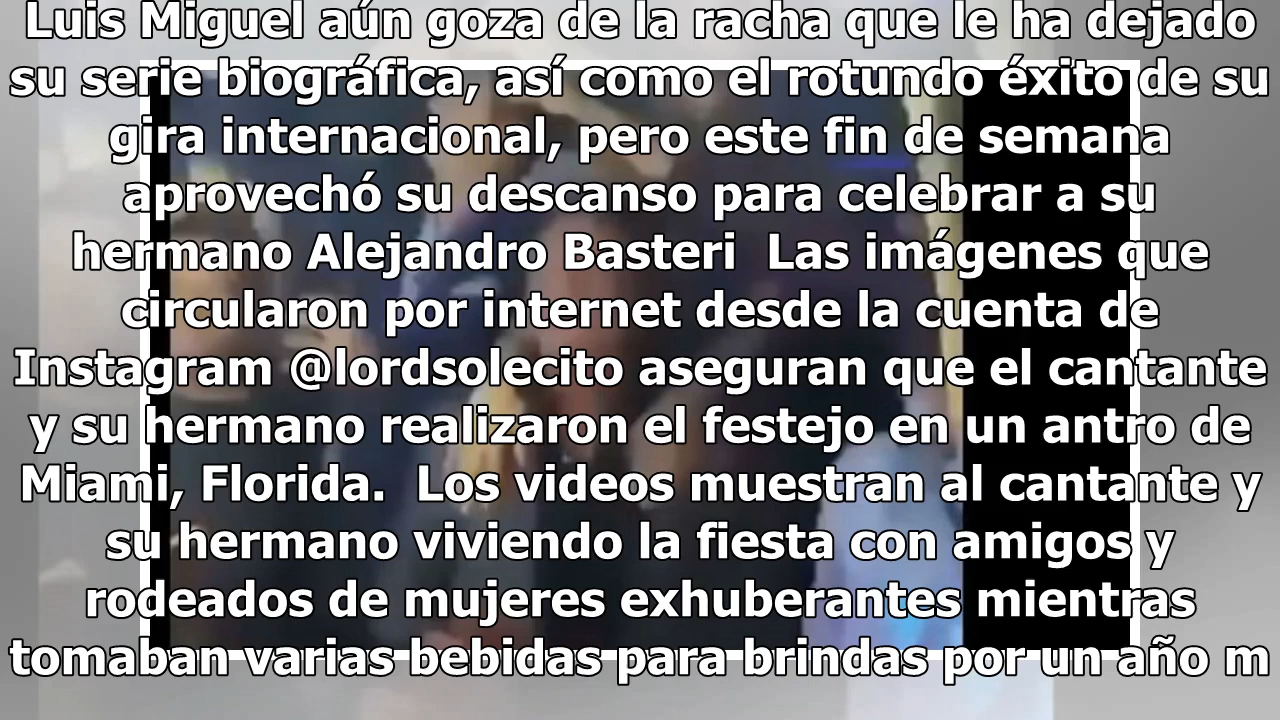 Luis Miguel aún goza de la racha que le ha dejado
su serie biográfica, así como el rotundo éxito de su
gira internacional, pero este fin de semana
aprovechó su descanso para celebrar a su
hermano Alejandro Basteri  Las imágenes que
circularon por internet desde la cuenta de
Instagram @lordsolecito aseguran que el cantante
y su hermano realizaron el festejo en un antro de
Miami, Florida.  Los videos muestran al cantante y
su hermano viviendo la fiesta con amigos y
rodeados de mujeres exhuberantes mientras
tomaban varias bebidas para brindas por un año m